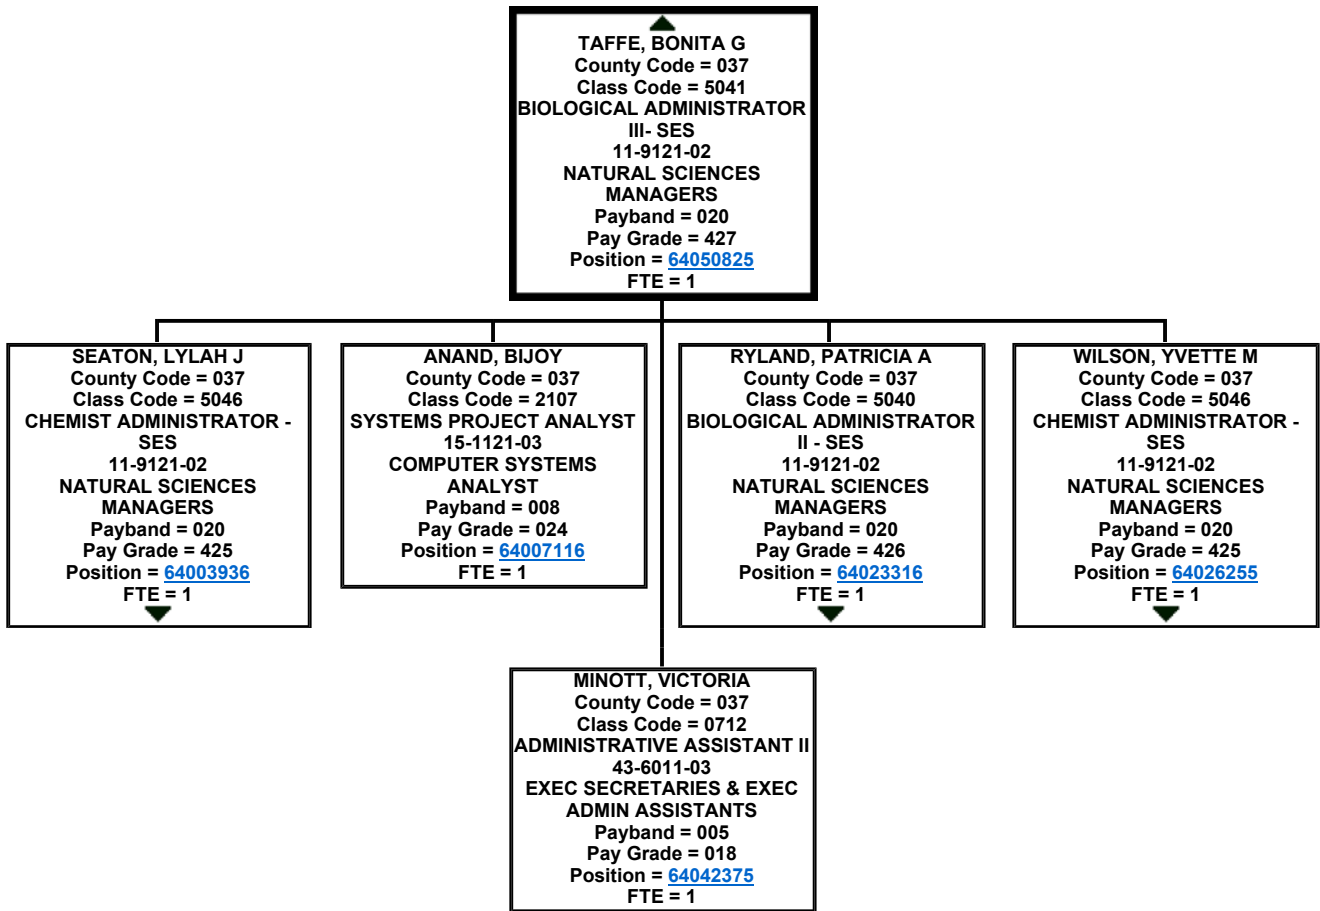 TAFFE, BONITA G
County Code = 037
Class Code = 5041
BIOLOGICAL ADMINISTRATOR
III- SES
11-9121-02
NATURAL SCIENCES
MANAGERS
Payband = 020
Pay Grade = 427
Position = 64050825
FTE = 1
SEATON, LYLAH J
County Code = 037
Class Code = 5046
CHEMIST ADMINISTRATOR -
SES
11-9121-02
NATURAL SCIENCES
MANAGERS
Payband = 020
Pay Grade = 425
Position = 64003936
FTE = 1
ANAND, BIJOY
County Code = 037
Class Code = 2107
SYSTEMS PROJECT ANALYST
15-1121-03
COMPUTER SYSTEMS
ANALYST
Payband = 008
Pay Grade = 024
Position = 64007116
FTE = 1
RYLAND, PATRICIA A
County Code = 037
Class Code = 5040
BIOLOGICAL ADMINISTRATOR
II - SES
11-9121-02
NATURAL SCIENCES
MANAGERS
Payband = 020
Pay Grade = 426
Position = 64023316
FTE = 1
WILSON, YVETTE M
County Code = 037
Class Code = 5046
CHEMIST ADMINISTRATOR -
SES
11-9121-02
NATURAL SCIENCES
MANAGERS
Payband = 020
Pay Grade = 425
Position = 64026255
FTE = 1
MINOTT, VICTORIA
County Code = 037
Class Code = 0712
ADMINISTRATIVE ASSISTANT II
43-6011-03
EXEC SECRETARIES & EXEC
ADMIN ASSISTANTS
Payband = 005
Pay Grade = 018
Position = 64042375
FTE = 1